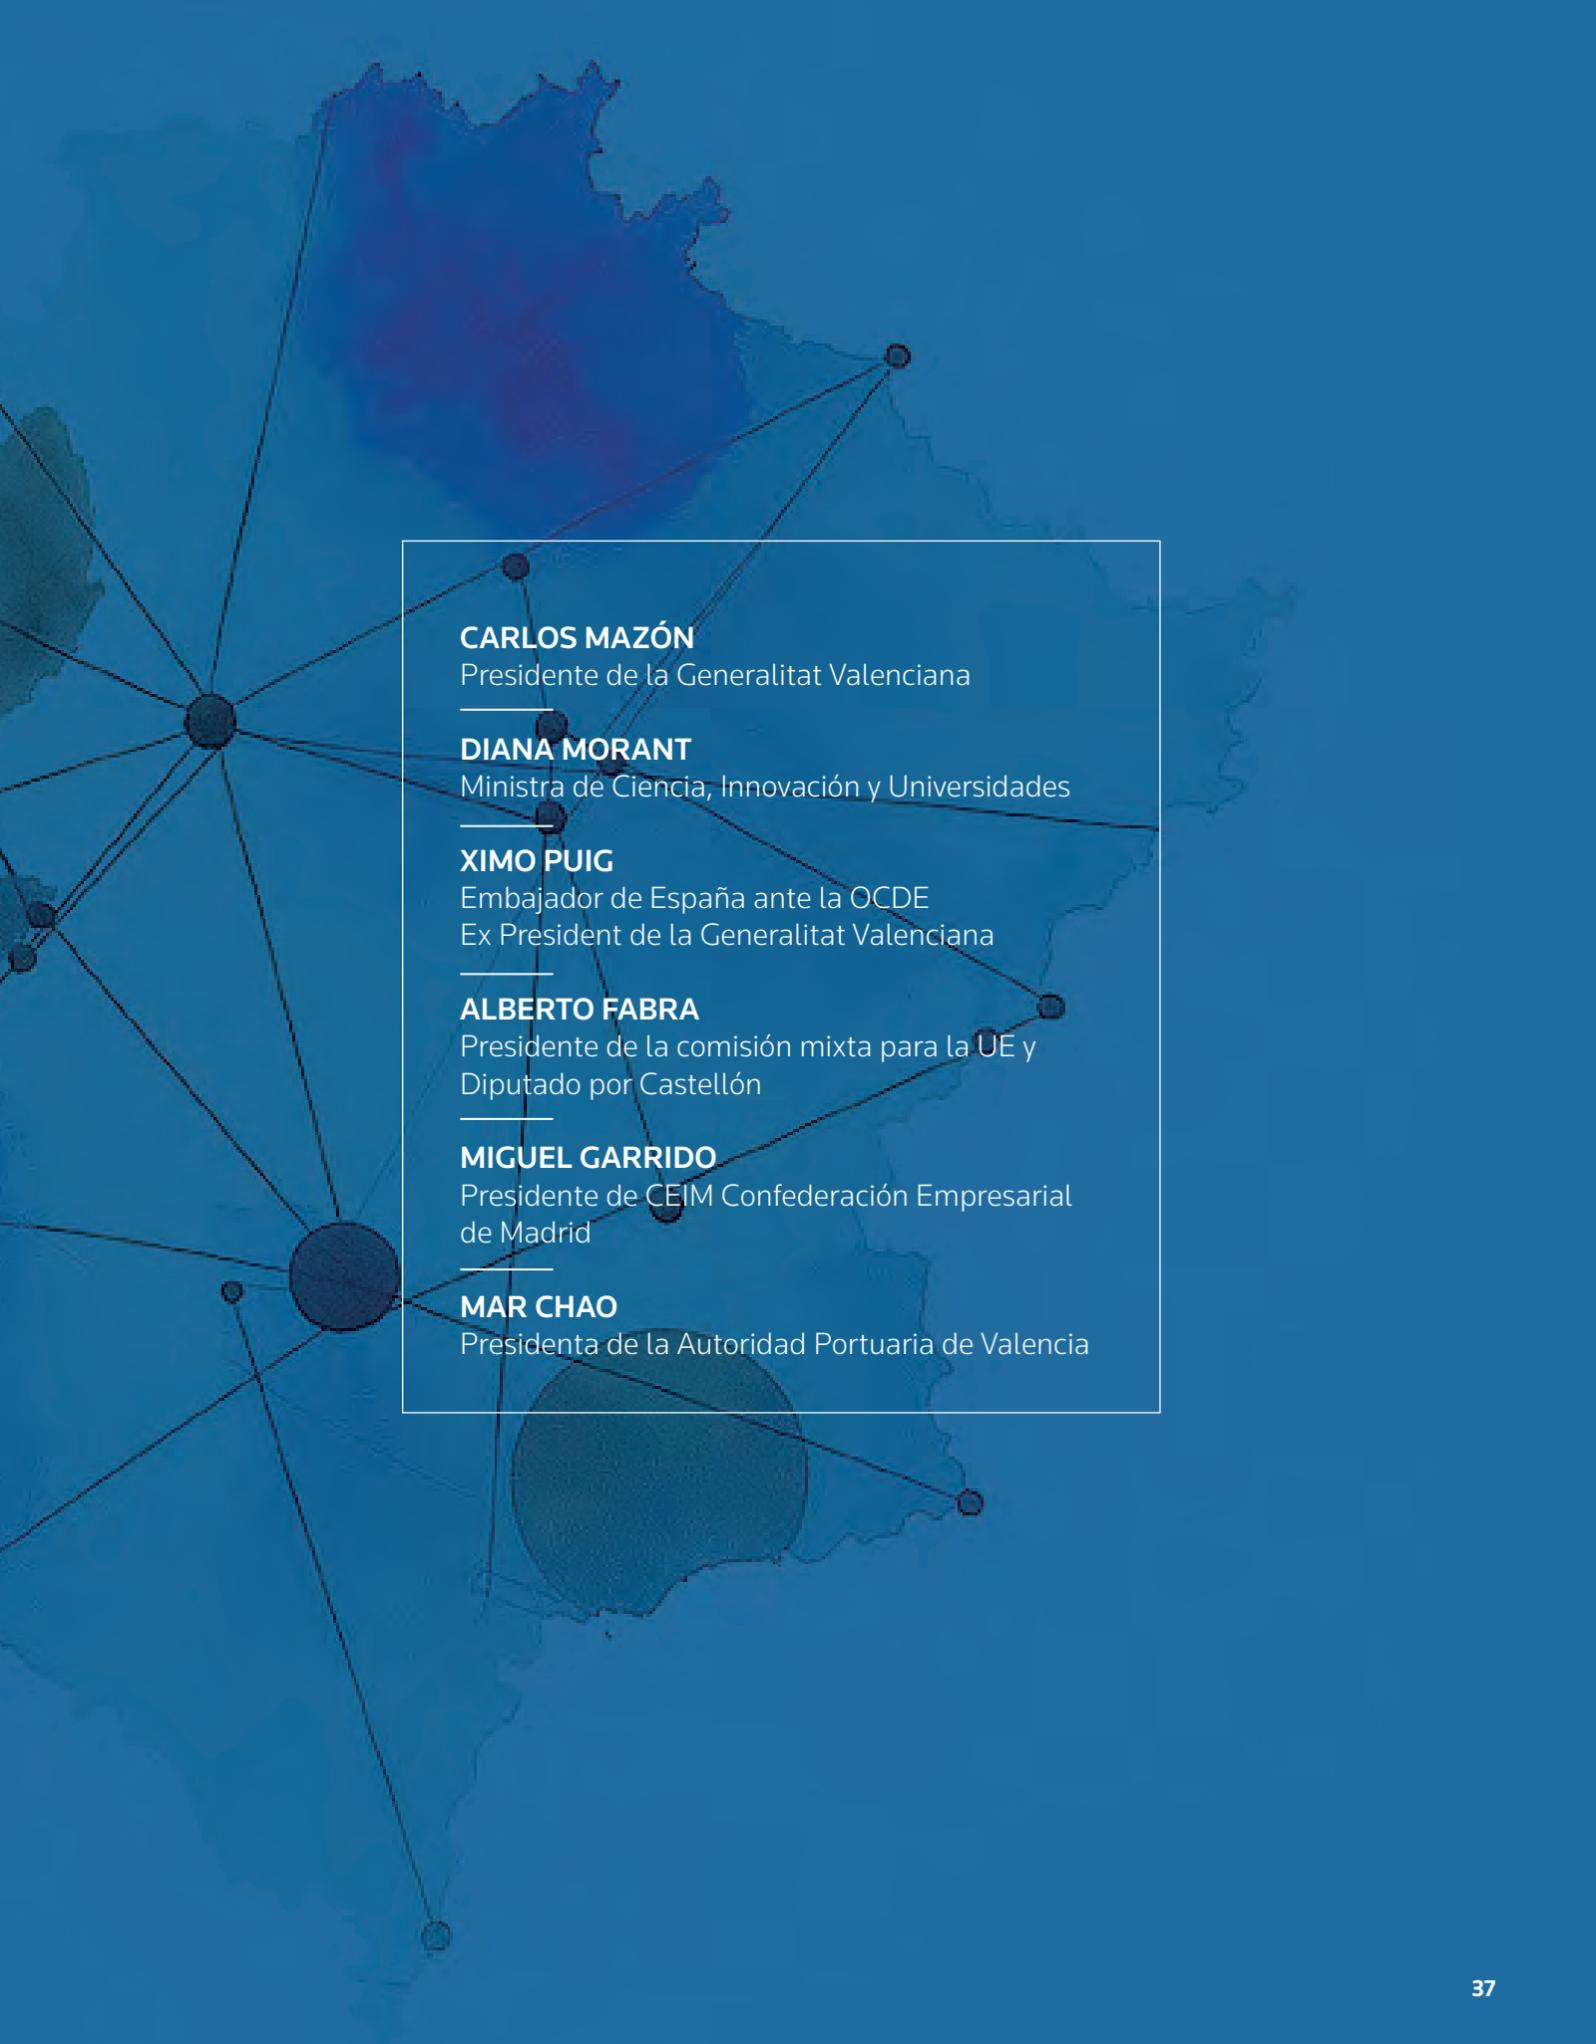 CARLOS MAZÓN
Presidente de la Generalitat Valenciana
DIANA MORANT
Ministra de Ciencia, Innovación y Universidades
XIMO PUIG
Embajador de España ante la OCDE
Ex President de la Generalitat Valenciana
ALBERTO FABRA
Presidente de la comisión mixta para la UE y
Diputado por Castellón
MIGUEL GARRIDO
Presidente de CEIM Confederación Empresarial
de Madrid
MAR CHAO
Presidenta de la Autoridad Portuaria de Valencia
37